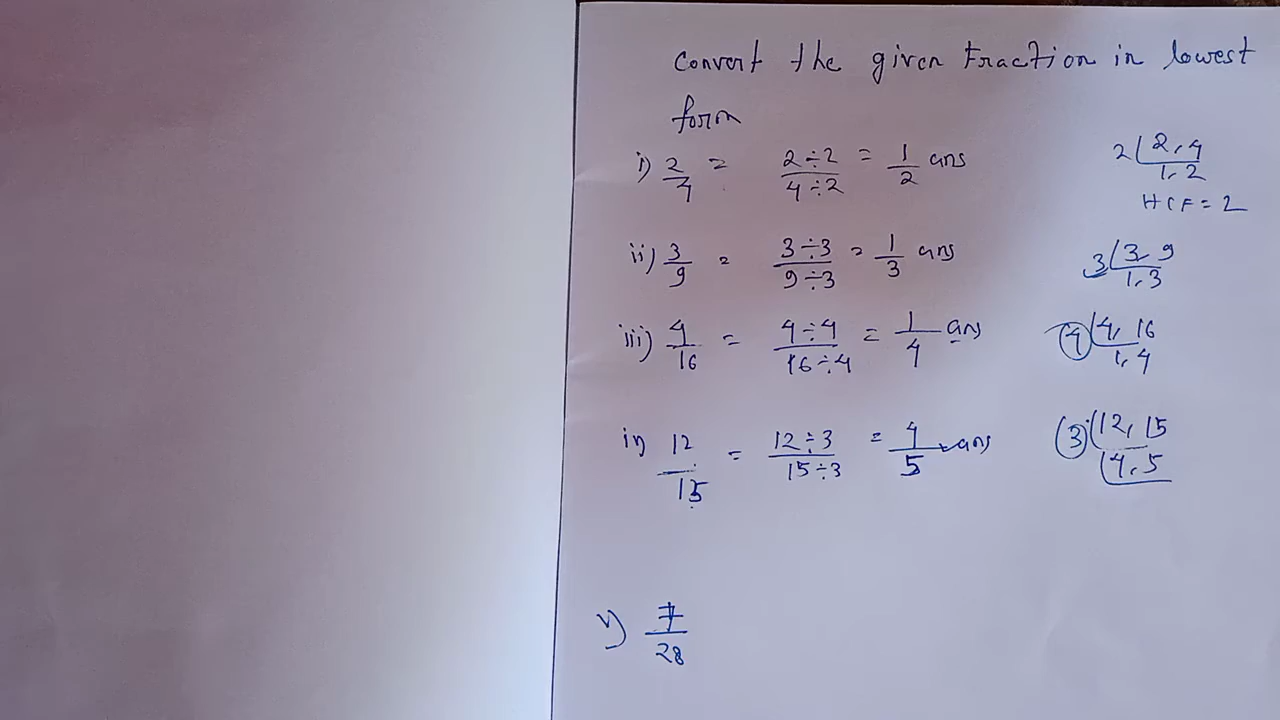 Convert the given fraction in lowest
form
i) 2/4 = 2÷2/4÷2 = 1/2 ans
2 | 2, 4
1, 2
HCF = 2
ii) 3/9 = 3÷3/9÷3 = 1/3 ans
3 | 3, 9
1, 3
iii) 4/16 = 4÷4/16÷4 = 1/4 ans
4 | 4, 16
1, 4
iv) 12/15 = 12÷3/15÷3 = 4/5 ans
3 | 12, 15
4, 5
v) 7/28